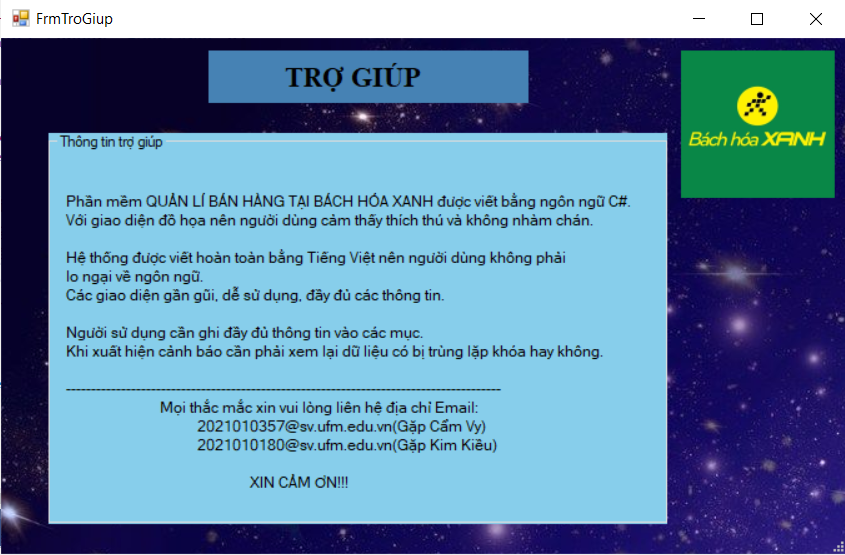 FrmTroGiup
TRỢ GIÚP
Bách hóa XANH
Thông tin trợ giúp
Phần mềm QUẢN LÍ BÁN HÀNG TẠI BÁCH HÓA XANH được viết bằng ngôn ngữ C#.
Với giao diện đồ họa nên người dùng cảm thấy thích thú và không nhàm chán.
Hệ thống được viết hoàn toàn bằng Tiếng Việt nên người dùng không phải
lo ngại về ngôn ngữ.
Các giao diện gần gũi, dễ sử dụng, đầy đủ các thông tin.
Người sử dụng cần ghi đầy đủ thông tin vào các mục.
Khi xuất hiện cảnh báo cần phải xem lại dữ liệu có bị trùng lặp khóa hay không.
---------------------------------------------------------------------------------------
Mọi thắc mắc xin vui lòng liên hệ địa chỉ Email:
2021010357@sv.ufm.edu.vn(Gặp Cẩm Vy)
2021010180@sv.ufm.edu.vn(Gặp Kim Kiều)
XIN CẢM ƠN!!!